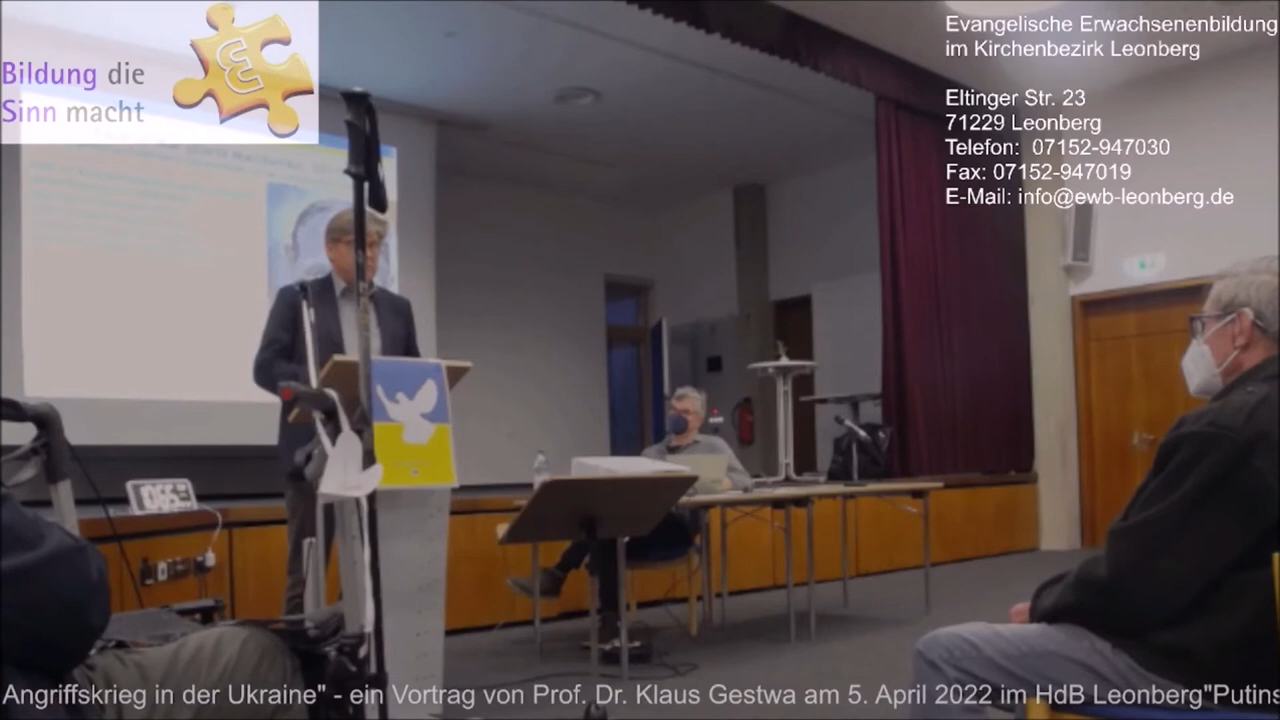 Bildung die
Sinn macht
Evangelische Erwachsenenbildung
im Kirchenbezirk Leonberg
Eltinger Str. 23
71229 Leonberg
Telefon: 07152-947030
Fax: 07152-947019
E-Mail: info@ewb-leonberg.de
Angriffskrieg in der Ukraine" - ein Vortrag von Prof. Dr. Klaus Gestwa am 5. April 2022 im HdB Leonberg"Putins